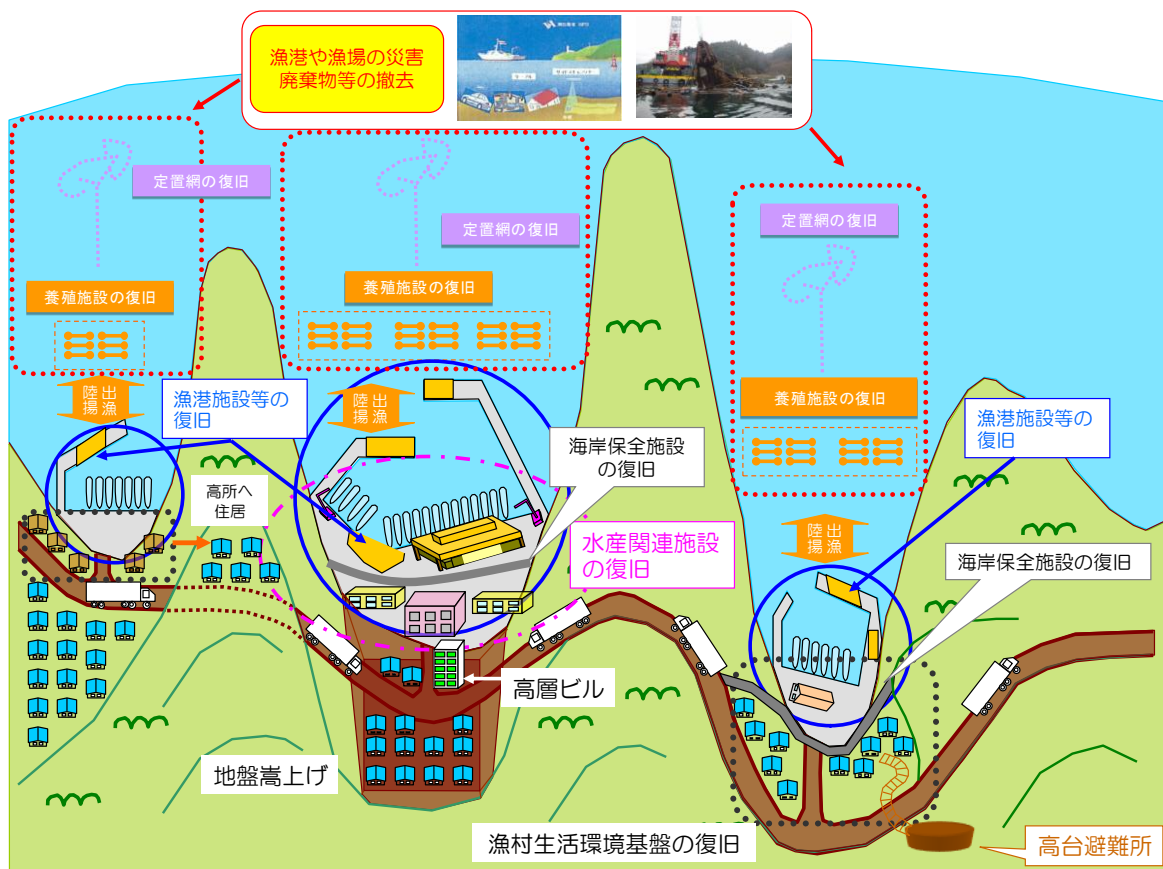 漁港や漁場の災害
廃棄物等の撤去
定置網の復旧
定置網の復旧
定置網の復旧
養殖施設の復旧
養殖施設の復旧
養殖施設の復旧
陸揚
出漁
陸揚
出漁
陸揚
出漁
漁港施設等の
復旧
漁港施設等の
復旧
海岸保全施設
の復旧
高所へ
住居
水産関連施設
の復旧
海岸保全施設の復旧
高層ビル
地盤嵩上げ
漁村生活環境基盤の復旧
高台避難所